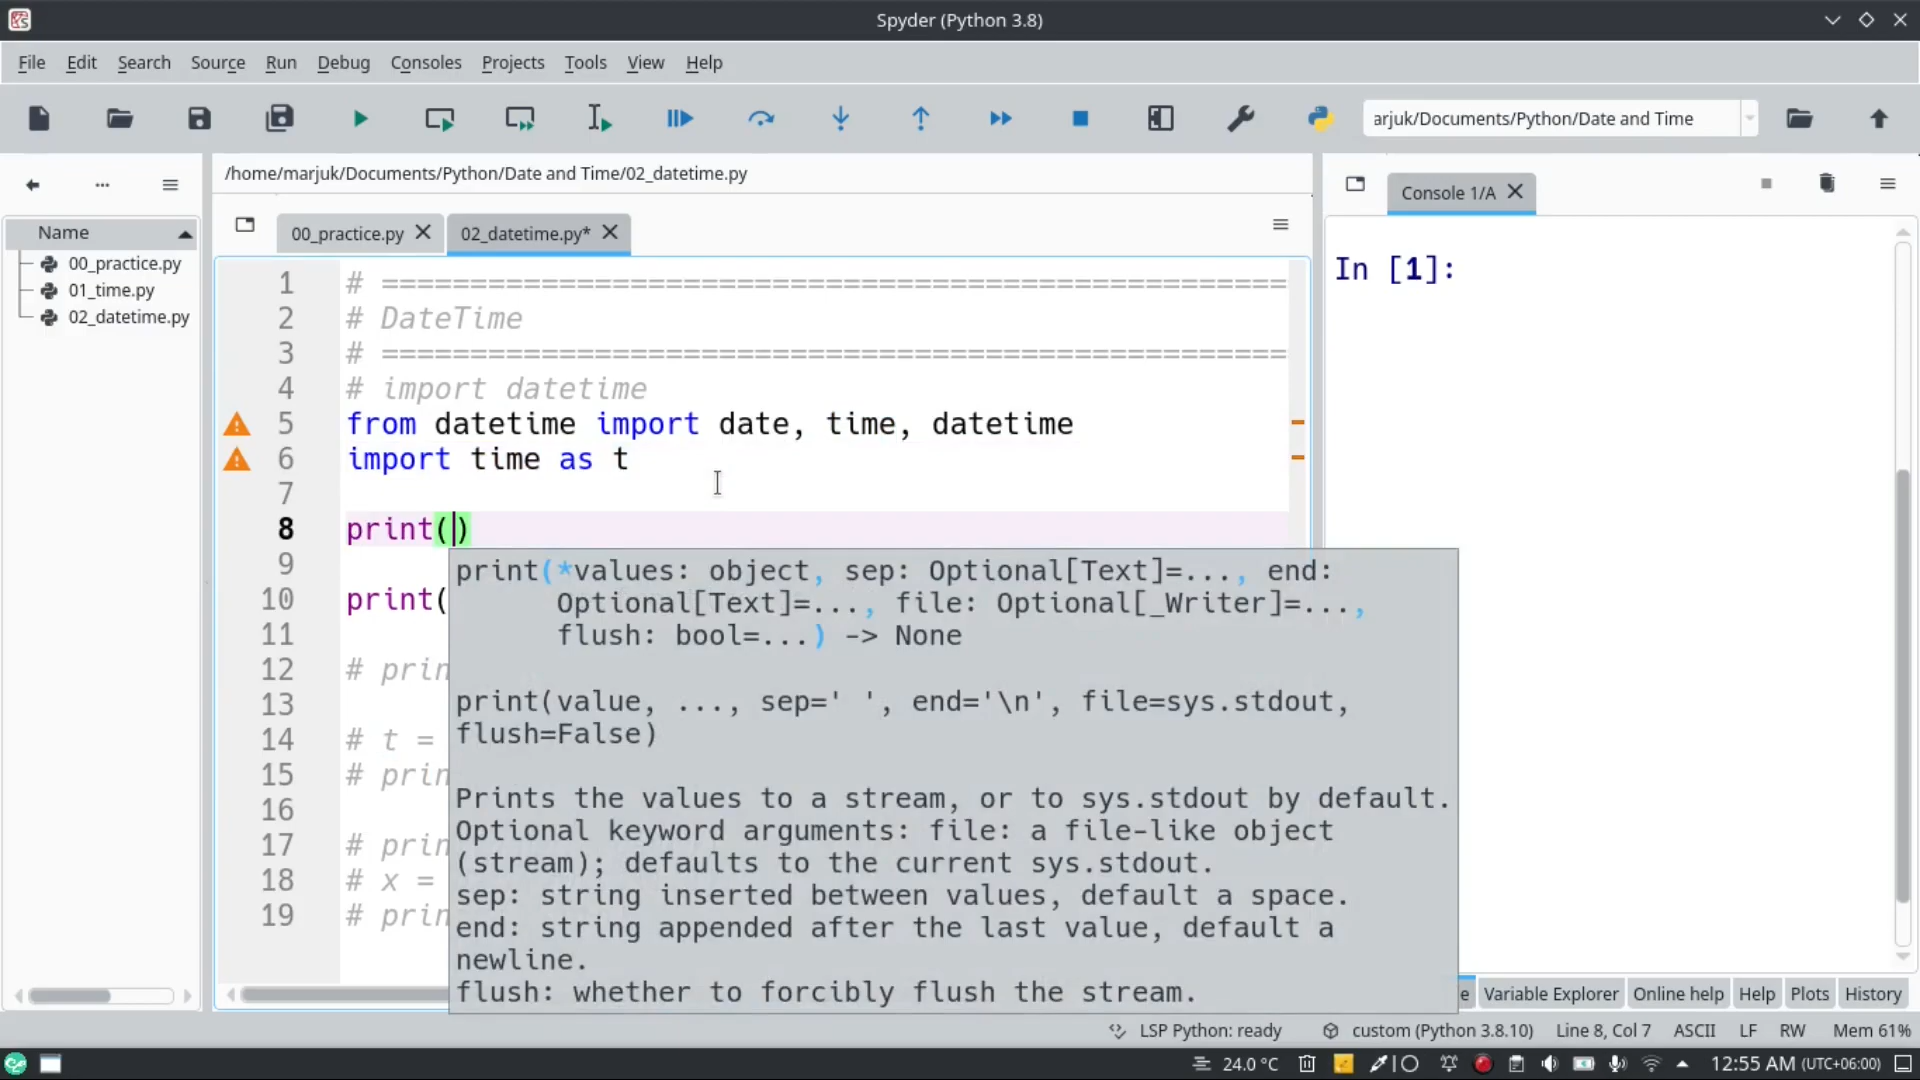 Spyder (Python 3.8)
File Edit Search Source Run Debug Consoles Projects Tools View Help
arjuk/Documents/Python/Date and Time
/home/marjuk/Documents/Python/Date and Time/02_datetime.py
Name
00_practice.py
01_time.py
02_datetime.py
00_practice.py 02_datetime.py*
1 # ===================================================
2 # DateTime
3 # ===================================================
4 # import datetime
5 from datetime import date, time, datetime
6 import time as t
7
8 print()
9
10 print(
11
12 # prin
13
14 # t =
15 # prin
16
17 # prin
18 # x =
19 # prin
print(*values: object, sep: Optional[Text]=..., end:
Optional[Text]=..., file: Optional[_Writer]=...,
flush: bool=...) -> None
print(value, ..., sep=' ', end='\n', file=sys.stdout,
flush=False)
Prints the values to a stream, or to sys.stdout by default.
Optional keyword arguments: file: a file-like object
(stream); defaults to the current sys.stdout.
sep: string inserted between values, default a space.
end: string appended after the last value, default a
newline.
flush: whether to forcibly flush the stream.
Console 1/A
In [1]:
e Variable Explorer Online help Help Plots History
LSP Python: ready custom (Python 3.8.10) Line 8, Col 7 ASCII LF RW Mem 61%
24.0 °C 12:55 AM (UTC+06:00)